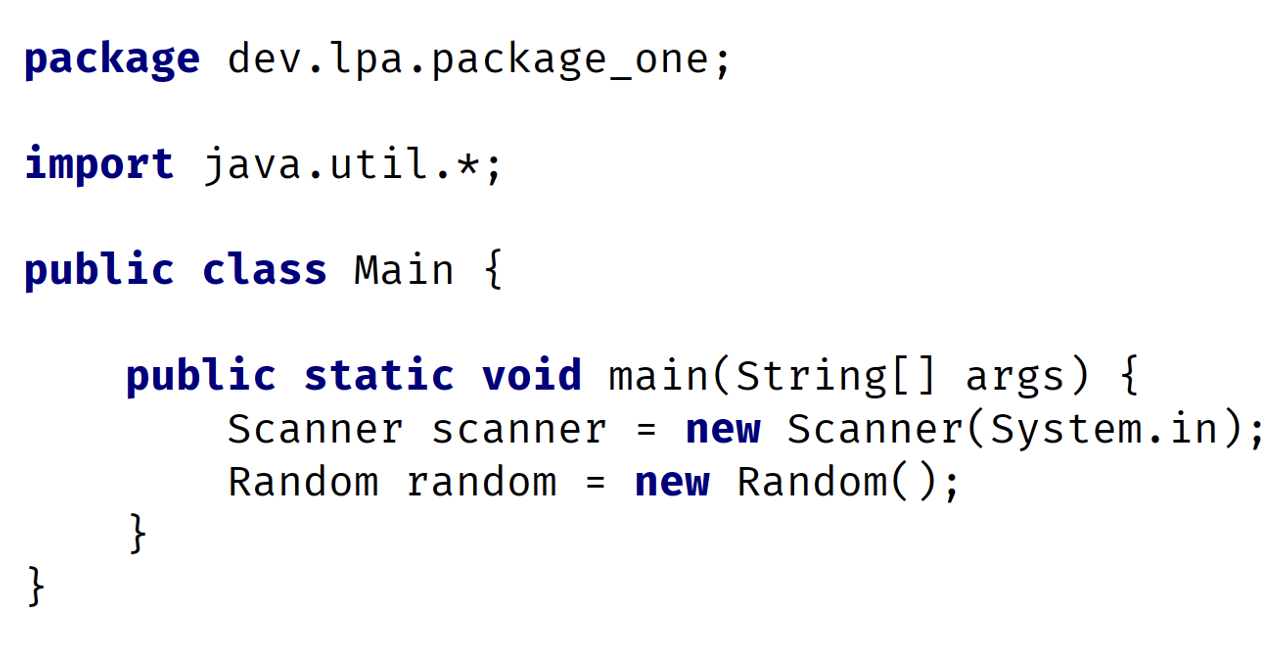 package dev.lpa.package_one;
import java.util.*;
public class Main {
public static void main(String[] args) {
Scanner scanner = new Scanner(System.in);
Random random = new Random();
}
}